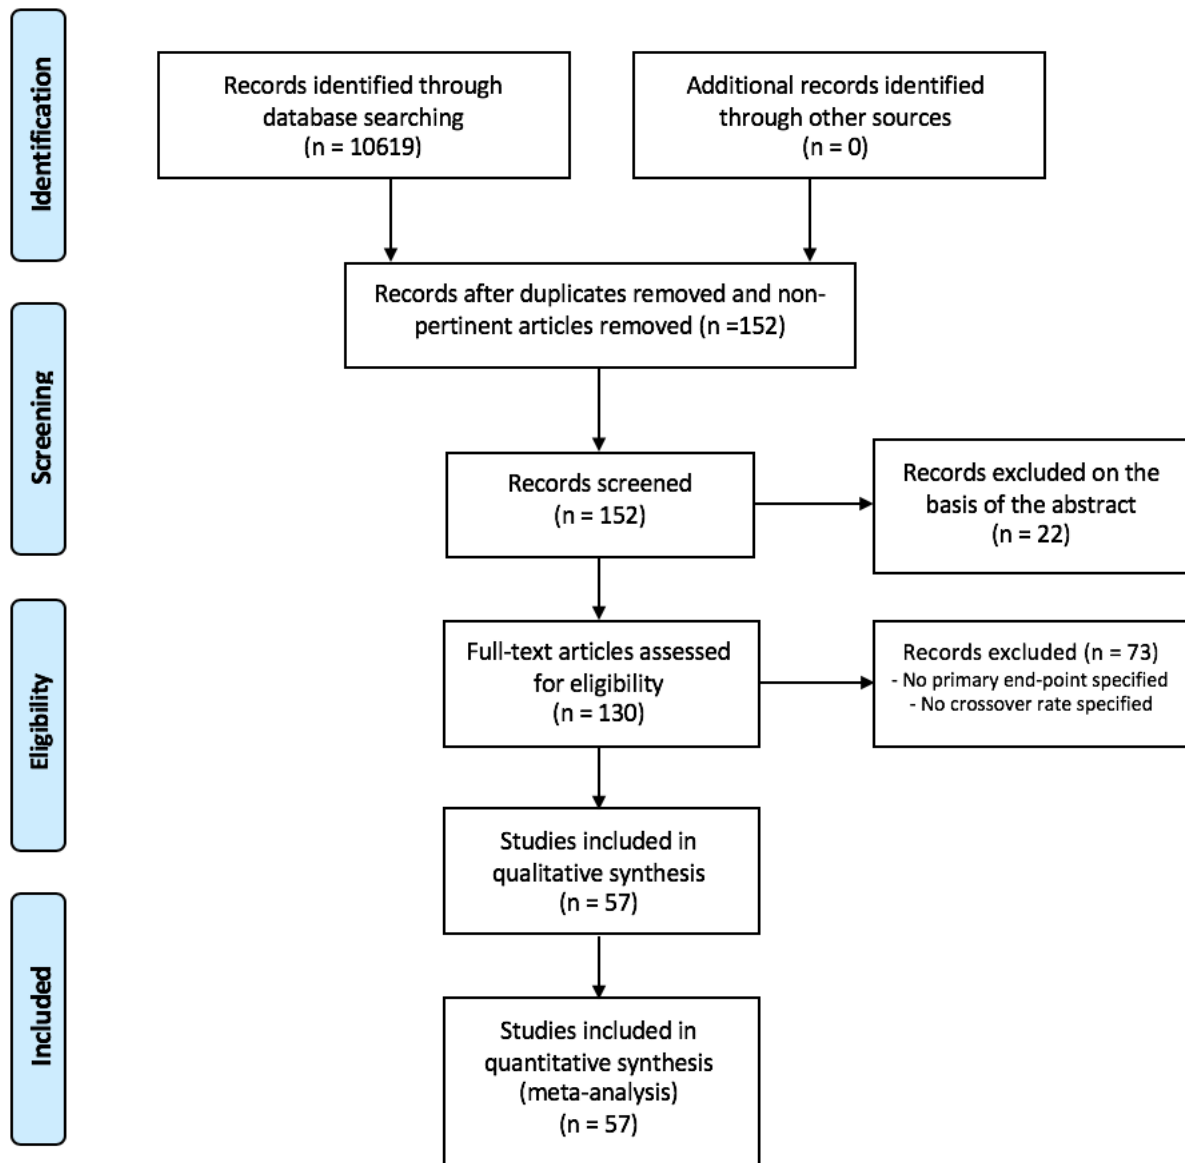 Identification
Records identified through
database searching
(n = 10619)
Additional records identified
through other sources
(n = 0)
Records after duplicates removed and non-
pertinent articles removed (n =152)
Screening
Records screened
(n = 152)
Records excluded on the
basis of the abstract
(n = 22)
Eligibility
Full-text articles assessed
for eligibility
(n = 130)
Records excluded (n = 73)
- No primary end-point specified
- No crossover rate specified
Studies included in
qualitative synthesis
(n = 57)
Included
Studies included in
quantitative synthesis
(meta-analysis)
(n = 57)